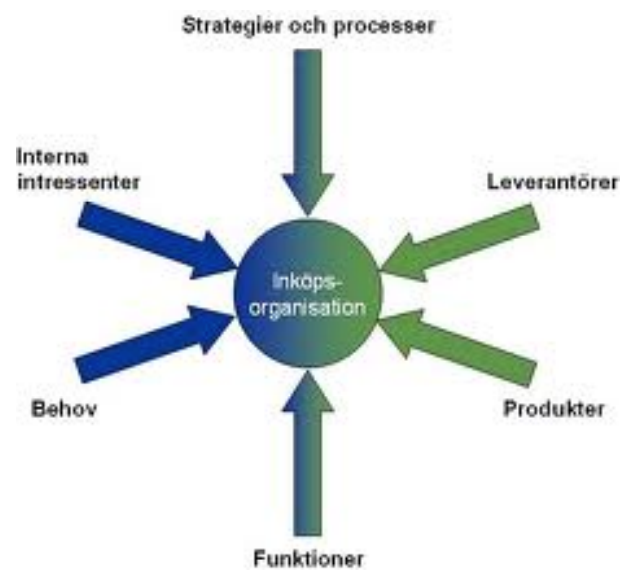 Strategier och processer
Interna
intressenter
Leverantörer
Inköps-
organisation
Behov
Produkter
Funktioner